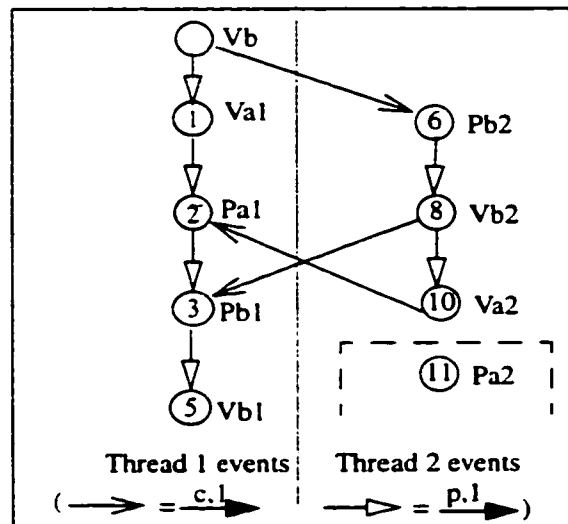 Vb
1 Va1
6 Pb2
2 Pa1
8 Vb2
3 Pb1
10 Va2
11 Pa2
5 Vb1
Thread 1 events Thread 2 events
( = c,1 = p,1 )